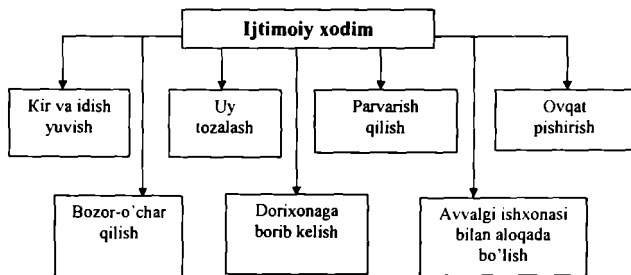 Ijtimoiy xodim
Kir va idish
yuvish
Uy
tozalash
Parvarish
qilish
Ovqat
pishirish
Bozor-o'char
qilish
Dorixonaga
borib kelish
Avvalgi ishxonasi
bilan aloqada
bo'lish